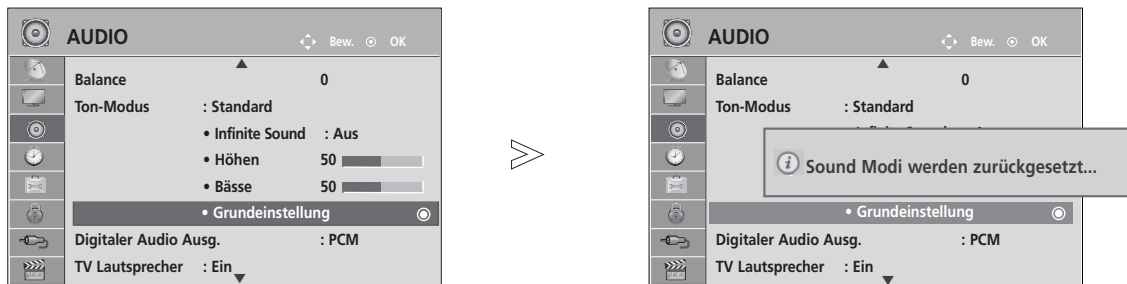 AUDIO Bew. OK
Balance 0
Ton-Modus : Standard
• Infinite Sound : Aus
• Höhen 50
• Bässe 50
• Grundeinstellung
Digitaler Audio Ausg. : PCM
TV Lautsprecher : Ein
AUDIO Bew. OK
Balance 0
Ton-Modus : Standard
i Sound Modi werden zurückgesetzt...
• Grundeinstellung
Digitaler Audio Ausg. : PCM
TV Lautsprecher : Ein